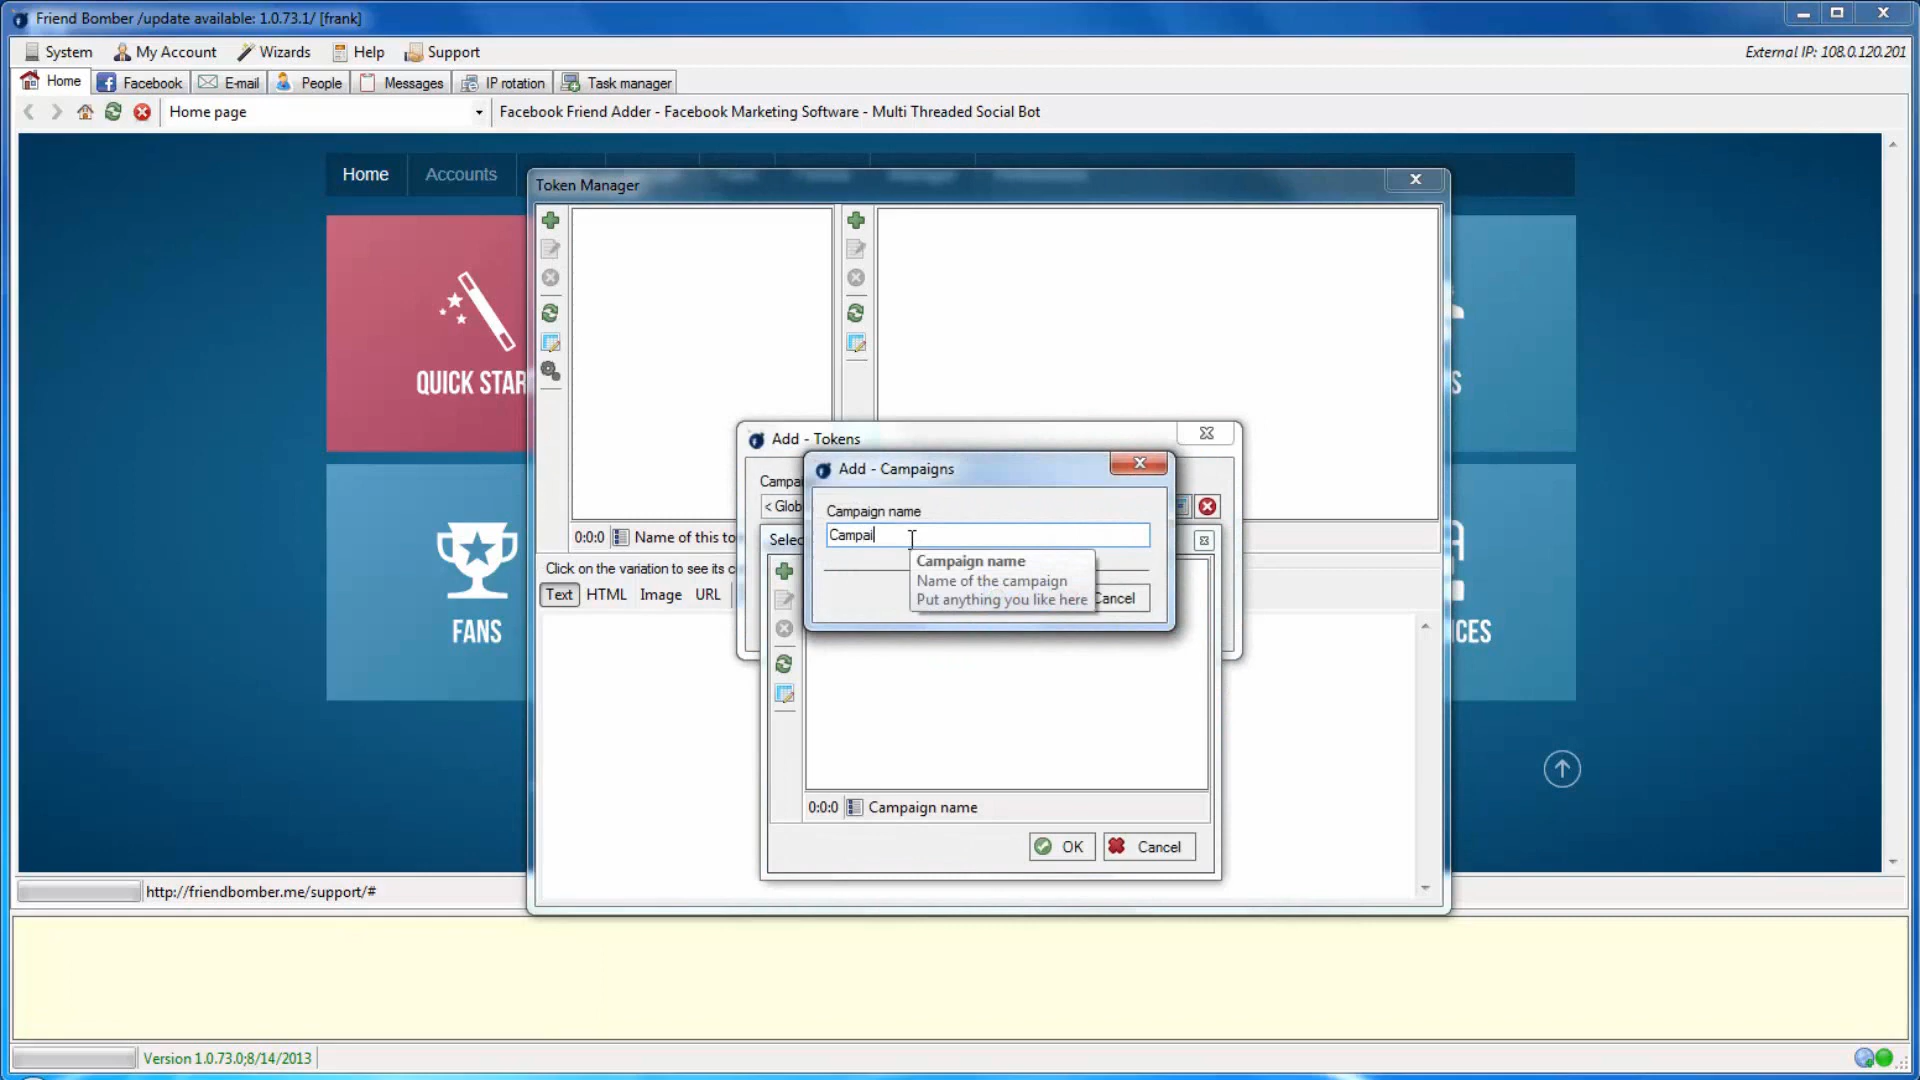 Friend Bomber /update available: 1.0.73.1/ [frank]
System My Account Wizards Help Support External IP: 108.0.120.201
Home Facebook E-mail People Messages IP rotation Task manager
Home page Facebook Friend Adder - Facebook Marketing Software - Multi Threaded Social Bot
Home Accounts
Token Manager
QUICK STAR
S
Add - Tokens
Add - Campaigns
Campai
Campaign name
< Glob
Campai
0:0:0 Name of this to
Selec
Campaign name
Name of the campaign
Put anything you like here
Cancel
Click on the variation to see its c
Text HTML Image URL
FANS
ICES
0:0:0 Campaign name
OK Cancel
http://friendbomber.me/support/#
Version 1.0.73.0;8/14/2013